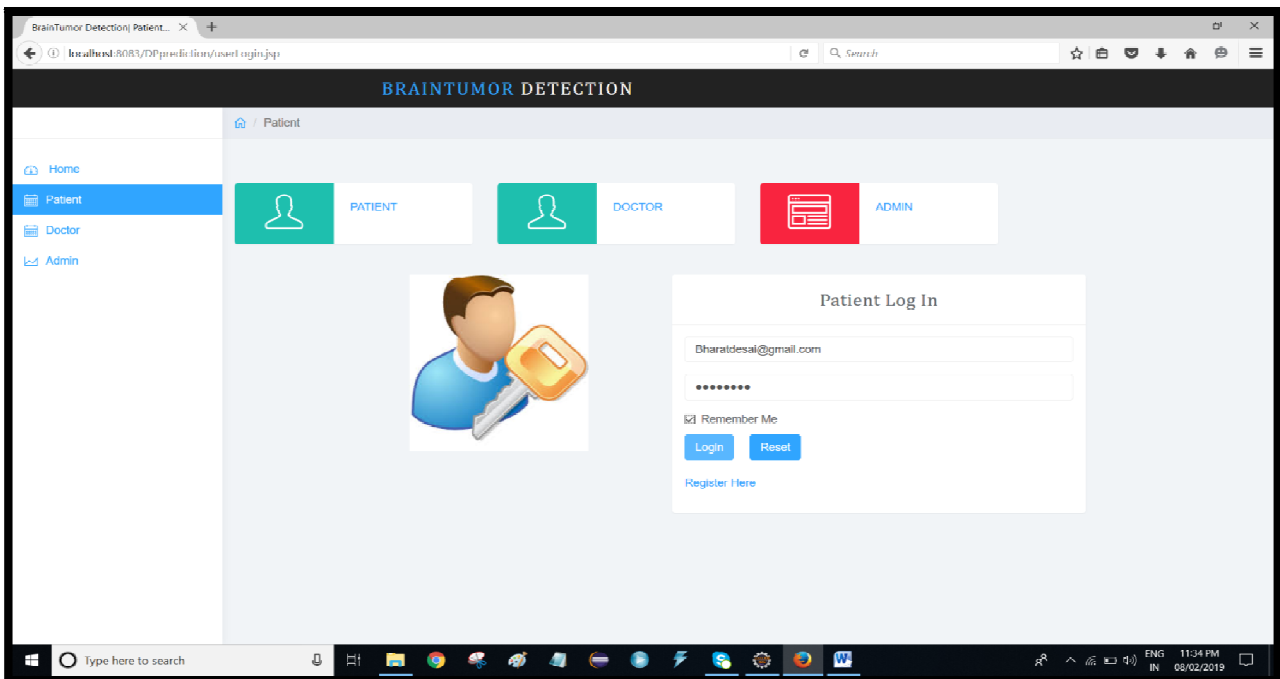 BrainTumor Detection| Patient...
localhost:8083/DPprediction/userLogin.jsp
Search
BRAINTUMOR DETECTION
/ Patient
Home
Patient
Doctor
Admin
PATIENT
DOCTOR
ADMIN
Patient Log In
Bharatdesai@gmail.com
Remember Me
Login Reset
Register Here
Type here to search
ENG 11:34 PM
IN 08/02/2019